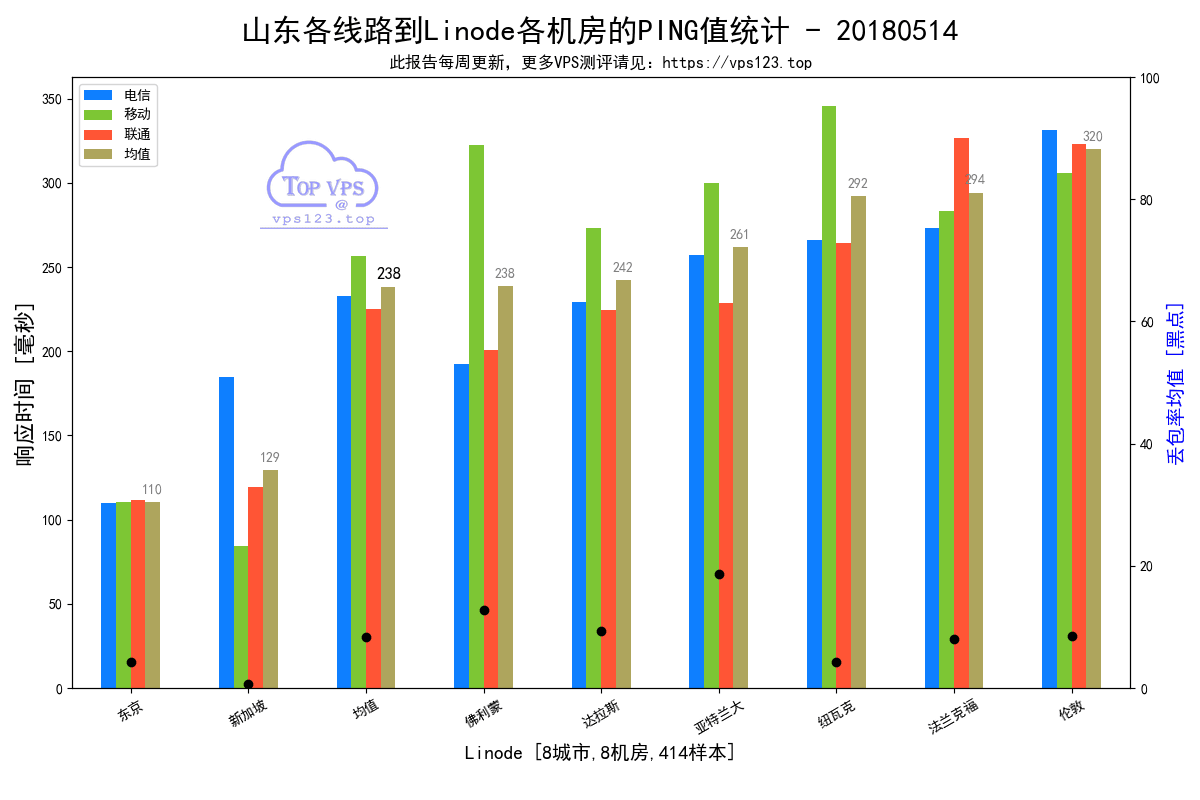 山东各线路到Linode各机房的PING值统计 - 20180514
此报告每周更新，更多VPS测评请见：https://vps123.top
电信
移动
联通
均值
TOP VPS
@
vps123.top
响应时间 [毫秒]
350
300
250
200
150
100
50
0
110
129
238
238
242
261
292
294
320
100
80
60
40
20
0
丢包率均值 [黑点]
东京
新加坡
均值
佛利蒙
达拉斯
亚特兰大
纽瓦克
法兰克福
伦敦
Linode [8城市,8机房,414样本]